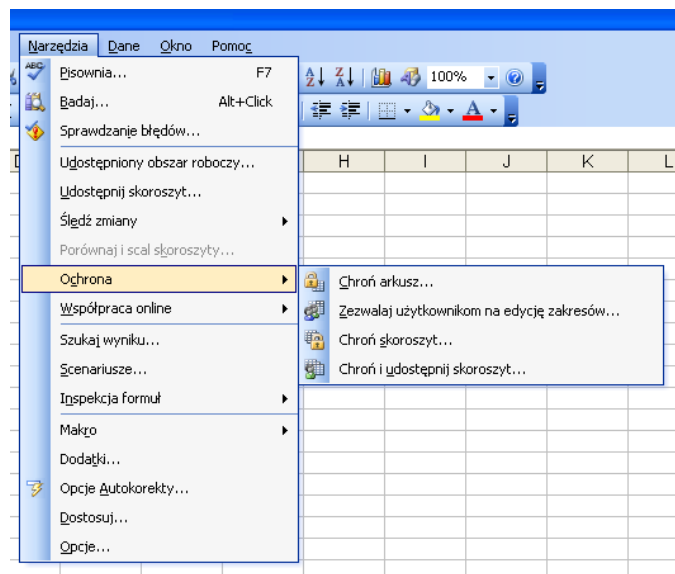 Narzędzia Dane Okno Pomoc
ABC Pisownia... F7
100%
Badaj... Alt+Click
Sprawdzanie błędów...
Udostępniony obszar roboczy...
H I J K L
Udostępnij skoroszyt...
Śledź zmiany
Porównaj i scal skoroszyty...
Ochrona
Chroń arkusz...
Współpraca online
Zezwalaj użytkownikom na edycję zakresów...
Szukaj wyniku...
Chroń skoroszyt...
Scenariusze...
Chroń i udostępnij skoroszyt...
Inspekcja formuł
Makro
Dodatki...
Opcje Autokorekty...
Dostosuj...
Opcje...